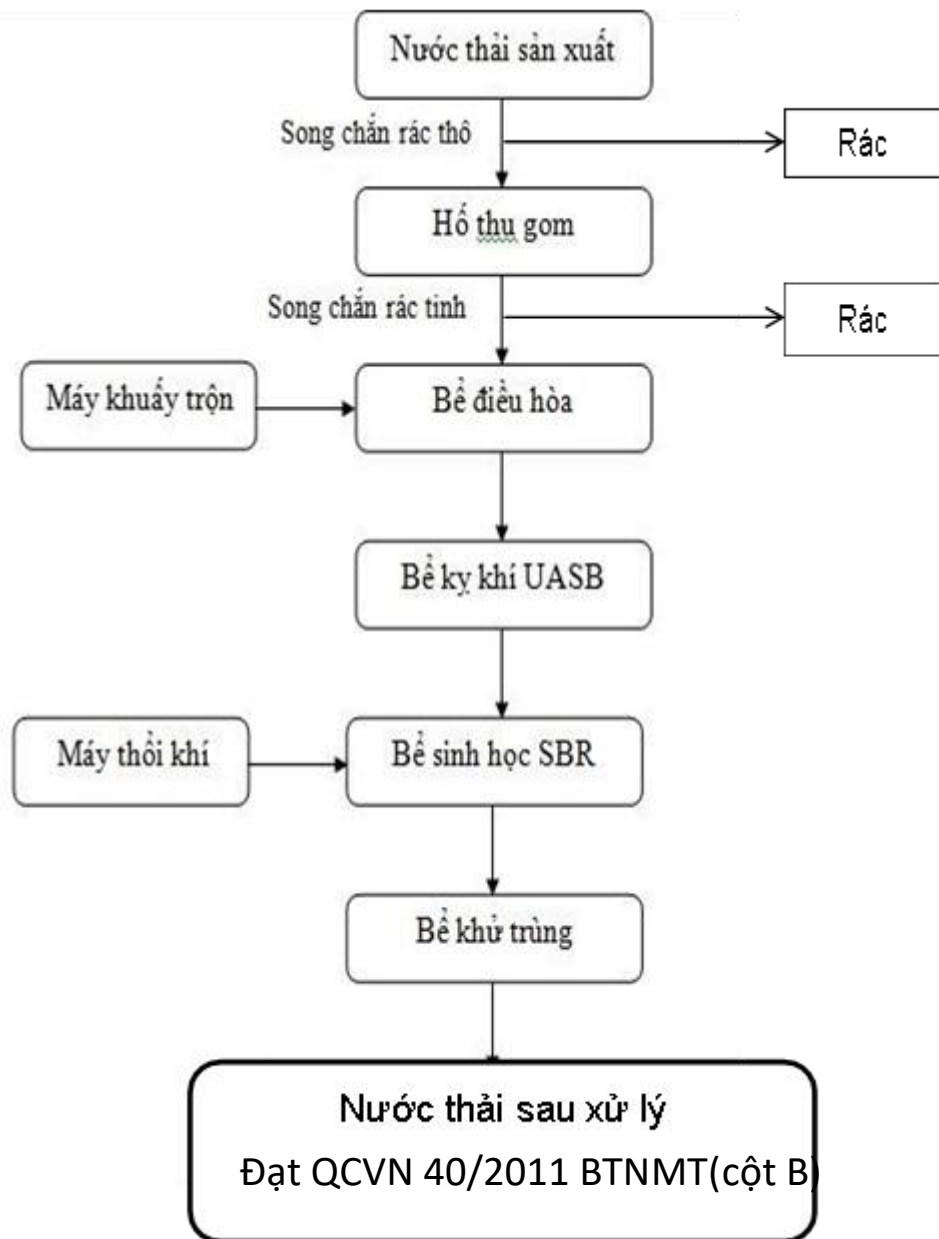 Nước thải sản xuất
Song chắn rác thô
Rác
Hố thu gom
Song chắn rác tinh
Rác
Máy khuấy trộn
Bể điều hòa
Bể kỵ khí UASB
Máy thổi khí
Bể sinh học SBR
Bể khử trùng
Nước thải sau xử lý
Đạt QCVN 40/2011 BTNMT(cột B)